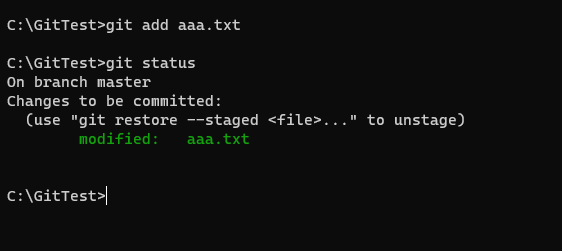 C:\GitTest>git add aaa.txt
C:\GitTest>git status
On branch master
Changes to be committed:
  (use "git restore --staged <file>..." to unstage)
        modified:   aaa.txt
C:\GitTest>